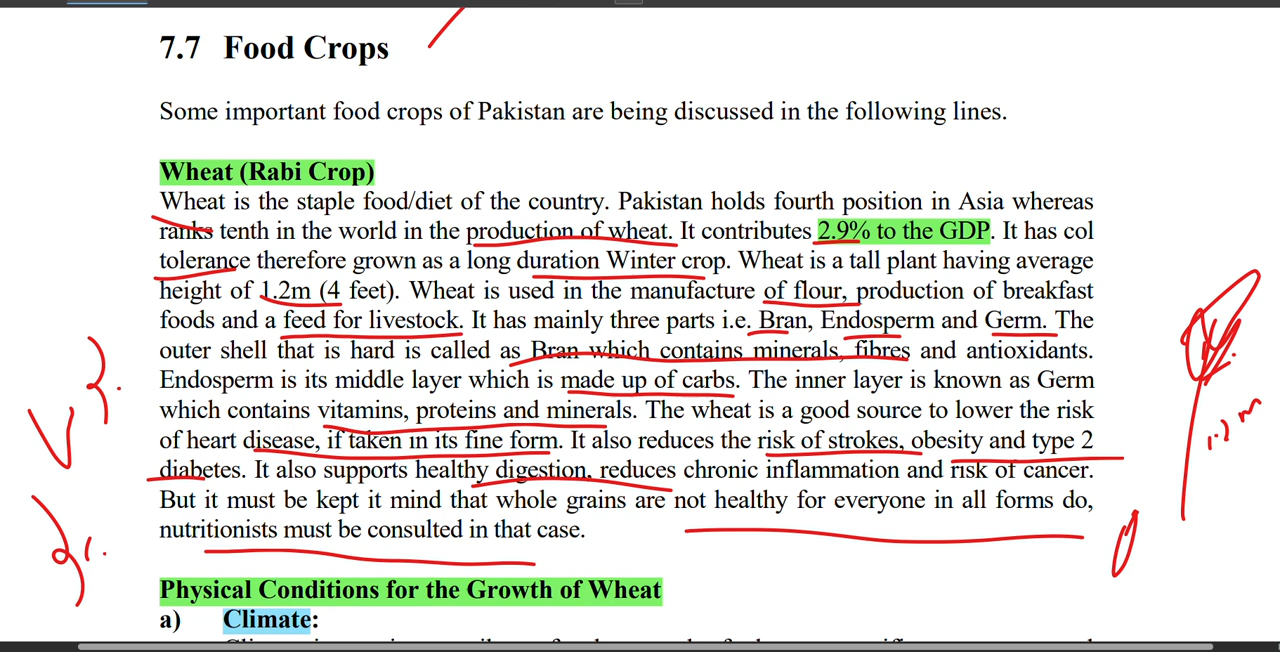 7.7 Food Crops
Some important food crops of Pakistan are being discussed in the following lines.
Wheat (Rabi Crop)
Wheat is the staple food/diet of the country. Pakistan holds fourth position in Asia whereas
ranks tenth in the world in the production of wheat. It contributes 2.9% to the GDP. It has col
tolerance therefore grown as a long duration Winter crop. Wheat is a tall plant having average
height of 1.2m (4 feet). Wheat is used in the manufacture of flour, production of breakfast
foods and a feed for livestock. It has mainly three parts i.e. Bran, Endosperm and Germ. The
outer shell that is hard is called as Bran which contains minerals, fibres and antioxidants.
Endosperm is its middle layer which is made up of carbs. The inner layer is known as Germ
which contains vitamins, proteins and minerals. The wheat is a good source to lower the risk
1.2m
of heart disease, if taken in its fine form. It also reduces the risk of strokes, obesity and type 2
diabetes. It also supports healthy digestion, reduces chronic inflammation and risk of cancer.
But it must be kept it mind that whole grains are not healthy for everyone in all forms do,
nutritionists must be consulted in that case.
Physical Conditions for the Growth of Wheat
a) Climate: